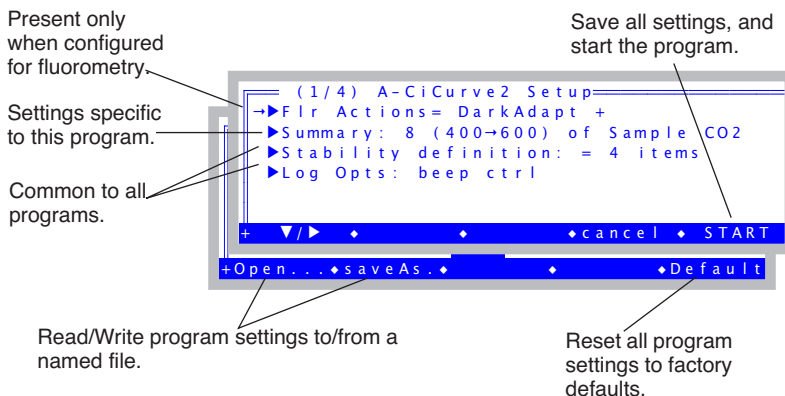 Present only
when configured
for fluorometry.
Settings specific
to this program.
Common to all
programs.
Save all settings, and
start the program.
(1/4) A-CiCurve2 Setup
→▶Flr Actions= DarkAdapt +
▶Summary: 8 (400→600) of Sample CO2
▶Stability definition: = 4 items
▶Log Opts: beep ctrl
+ ▼/▶ ◆ ◆ ◆cancel ◆ START
+Open...◆saveAs.◆ ◆ ◆Default
Read/Write program settings to/from a
named file.
Reset all program
settings to factory
defaults.